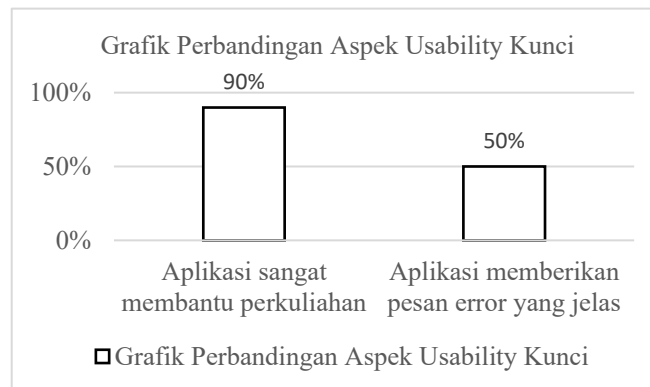 Grafik Perbandingan Aspek Usability Kunci
90%
100%
50%
50%
0%
Aplikasi sangat
membantu perkuliahan
Aplikasi memberikan
pesan error yang jelas
Grafik Perbandingan Aspek Usability Kunci